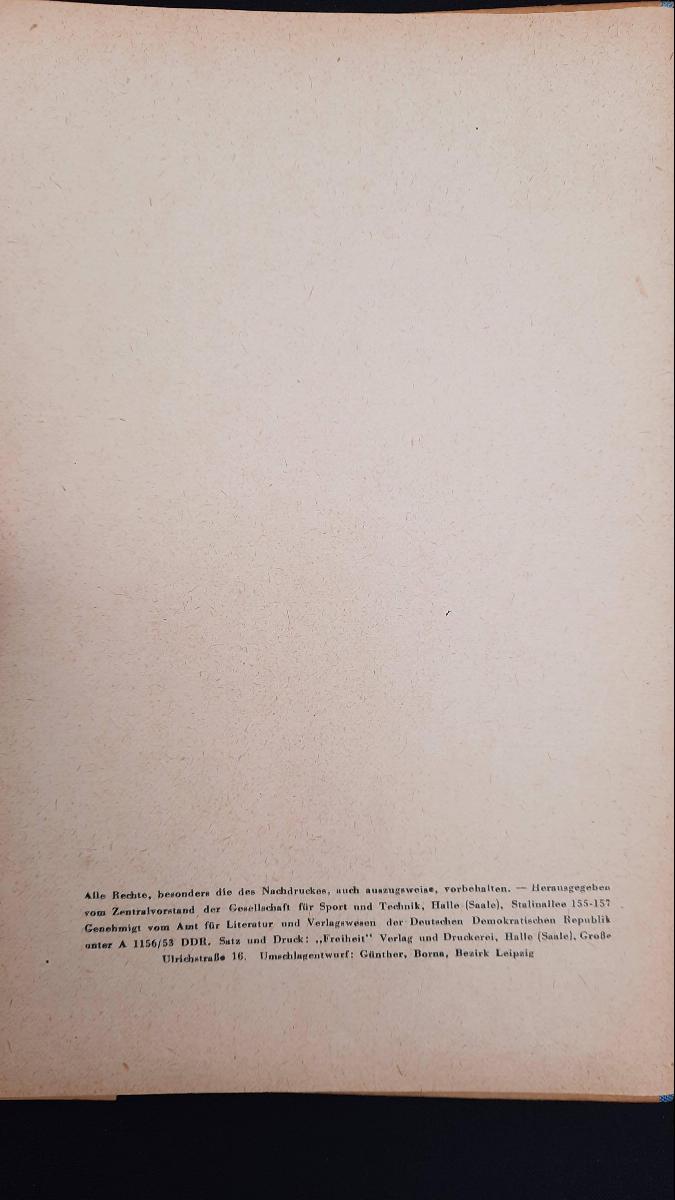 Alle Rechte, besonders die des Nachdruckes, auch auszugsweise, vorbehalten. — Herausgegeben
vom Zentralvorstand der Gesellschaft für Sport und Technik, Halle (Saale), Stalinallee 155-157
Genehmigt vom Amt für Literatur und Verlagswesen der Deutschen Demokratischen Republik
unter A 1156/53 DDR. Satz und Druck: „Freiheit" Verlag und Druckerei, Halle (Saale), Große
Ulrichstraße 16. Umschlagentwurf: Günther, Borna, Bezirk Leipzig